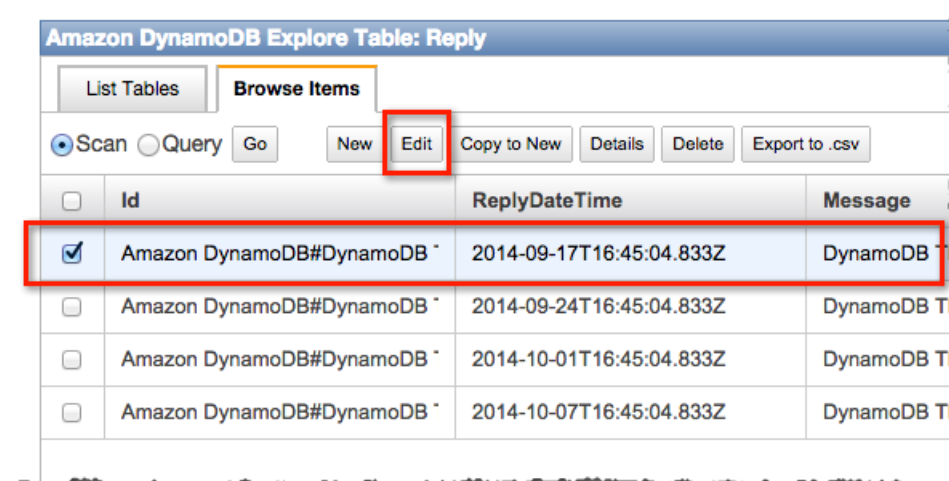 Amazon DynamoDB Explore Table: Reply
List Tables Browse Items
Scan Query Go New Edit Copy to New Details Delete Export to .csv
Id ReplyDateTime Message
Amazon DynamoDB#DynamoDB 2014-09-17T16:45:04.833Z DynamoDB
Amazon DynamoDB#DynamoDB 2014-09-24T16:45:04.833Z DynamoDB
Amazon DynamoDB#DynamoDB 2014-10-01T16:45:04.833Z DynamoDB
Amazon DynamoDB#DynamoDB 2014-10-07T16:45:04.833Z DynamoDB